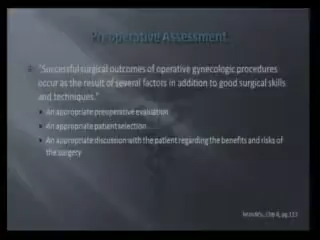 Preoperative Assessment
"Successful surgical outcomes of operative gynecologic procedures
occur as the result of several factors in addition to good surgical skills
and techniques."
An appropriate preoperative evaluation
An appropriate patient selection
An appropriate discussion with the patient regarding the benefits and risks of
the surgery